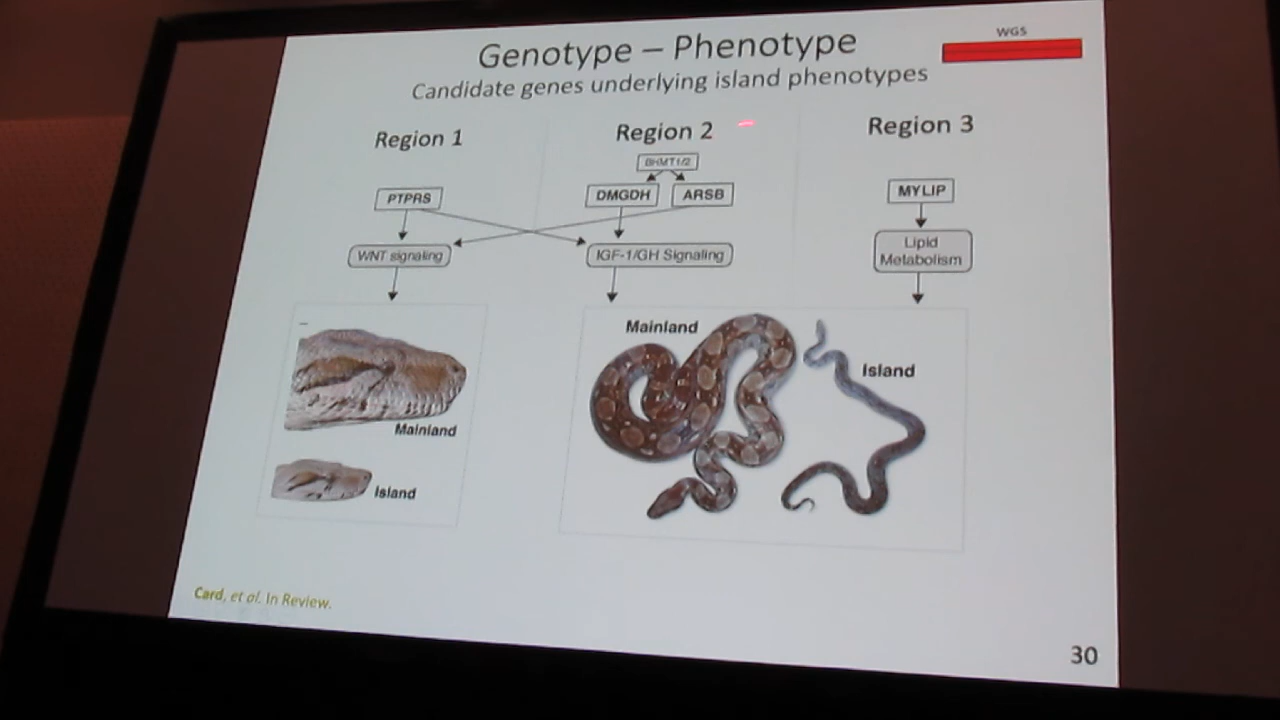 Genotype – Phenotype
WGS
Candidate genes underlying island phenotypes
Region 1
Region 2
Region 3
BHMT1/2
PTPRS
DMGDH
ARSB
MYLIP
WNT signaling
IGF-1/GH Signaling
Lipid
Metabolism
Mainland
Island
Mainland
Island
Card, et al. In Review.
30